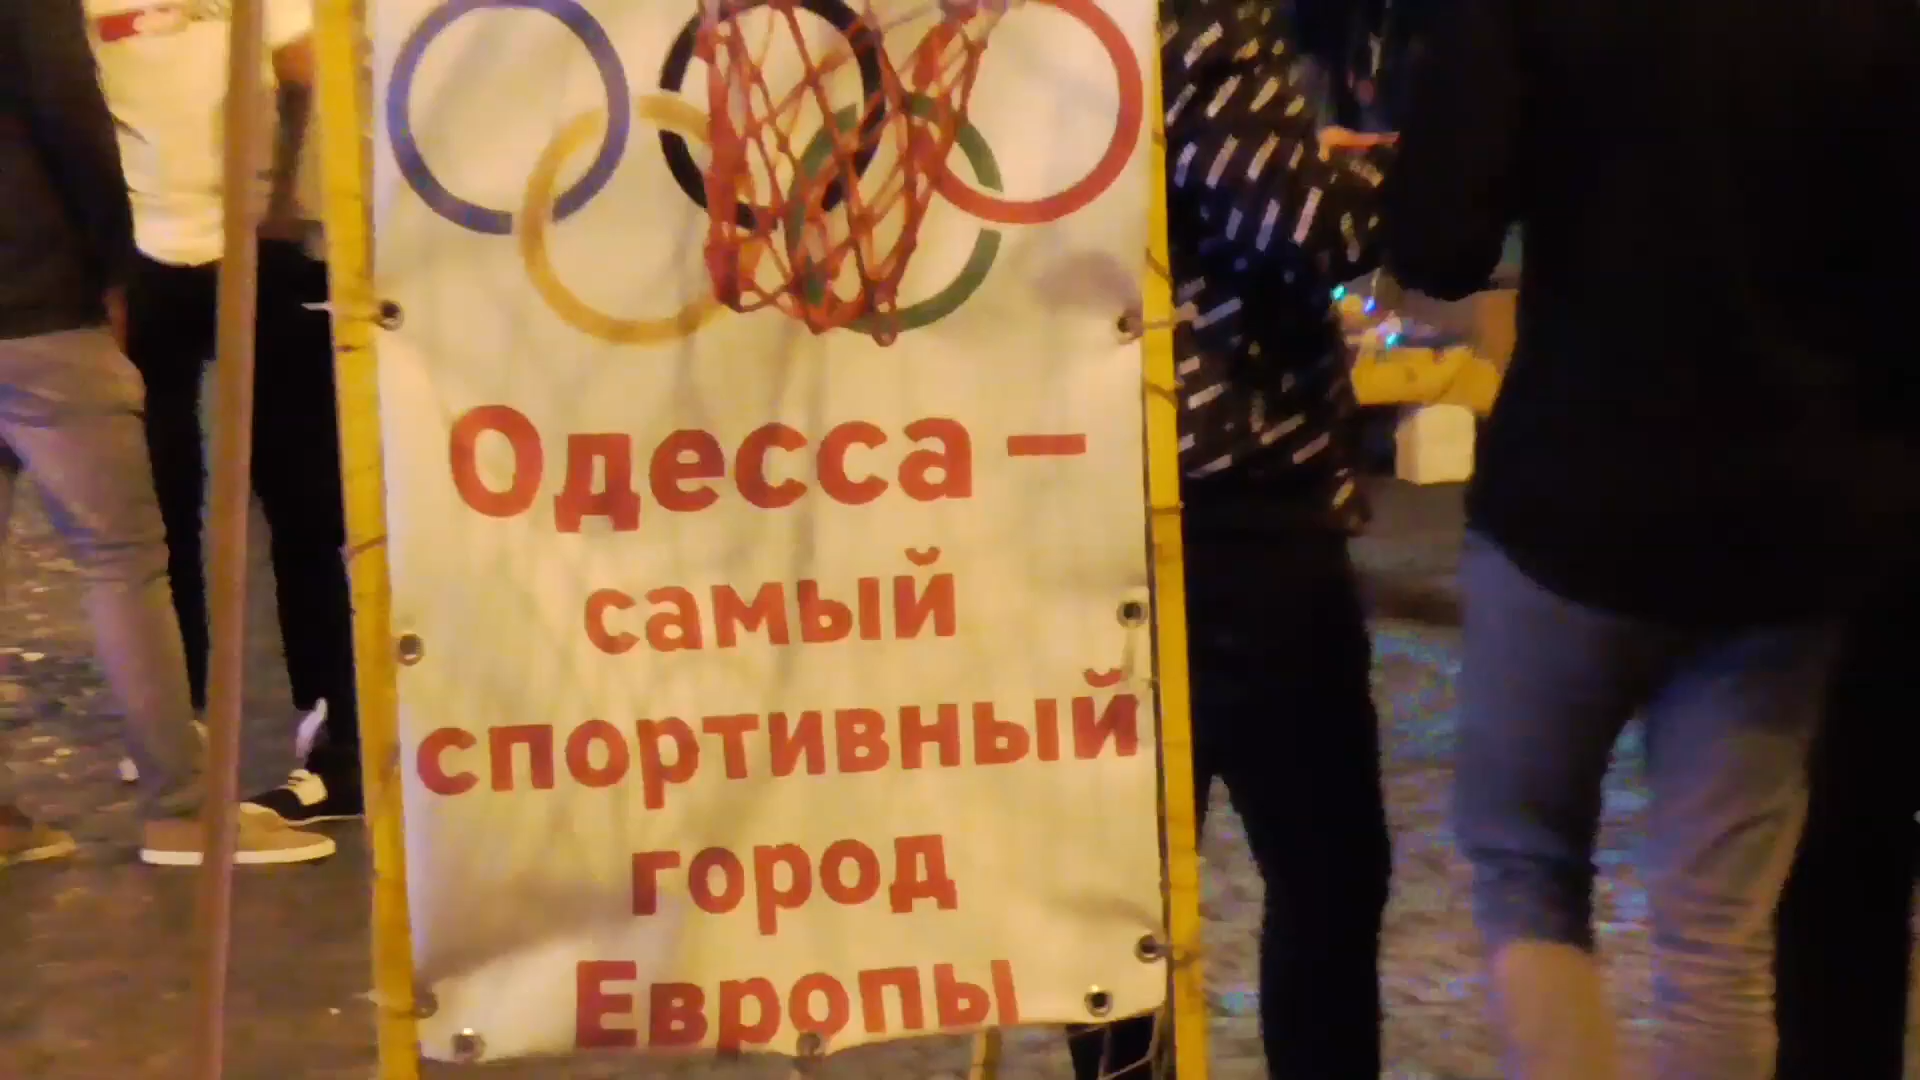 Одесса –
самый
спортивный
город
Европы